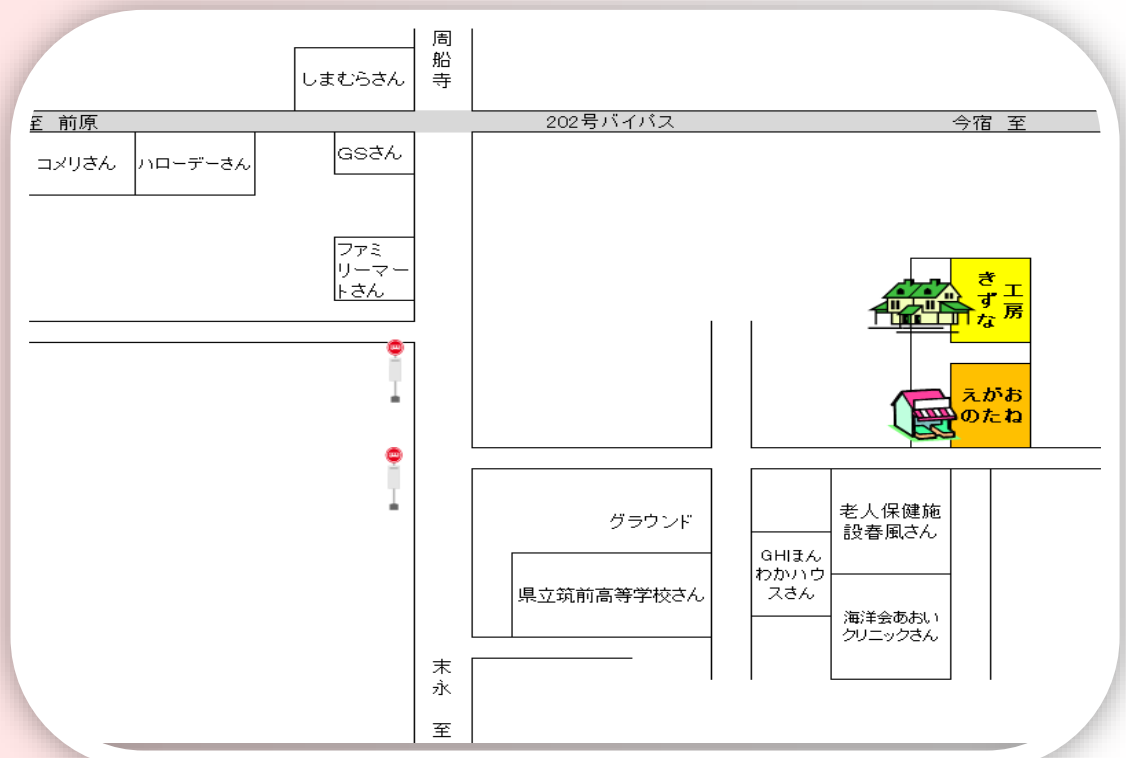 周船寺
しまむらさん
至 前原
202号バイパス
今宿 至
コメリさん
ハローデーさん
GSさん
ファミ
リーマー
トさん
工房
きずな
えがお
のたね
グラウンド
県立筑前高等学校さん
老人保健施
設春風さん
GHIまん
わかハウ
スさん
海洋会あおい
クリニックさん
末永 至